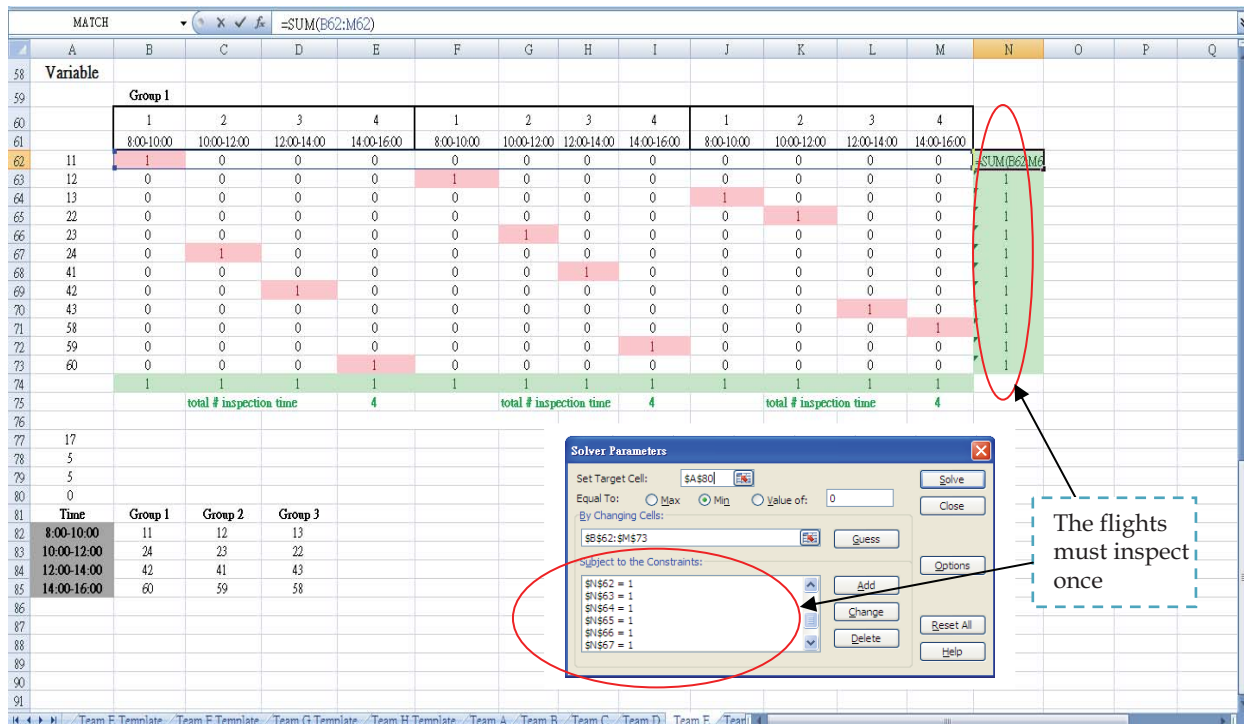 MATCH =SUM(B62:M62)
A B C D E F G H I J K L M N O P Q
58 Variable
59 Group 1
60 1 2 3 4 1 2 3 4 1 2 3 4
61 8:00-10:00 10:00-12:00 12:00-14:00 14:00-16:00 8:00-10:00 10:00-12:00 12:00-14:00 14:00-16:00 8:00-10:00 10:00-12:00 12:00-14:00 14:00-16:00
62 11 1 0 0 0 0 0 0 0 0 0 0 0 =SUM(B62:M6
63 12 0 0 0 0 1 0 0 0 0 0 0 0 1
64 13 0 0 0 0 0 0 0 0 1 0 0 0 1
65 22 0 0 0 0 0 0 0 0 0 1 0 0 1
66 23 0 0 0 0 0 1 0 0 0 0 0 0 1
67 24 0 1 0 0 0 0 0 0 0 0 0 0 1
68 41 0 0 0 0 0 0 1 0 0 0 0 0 1
69 42 0 0 1 0 0 0 0 0 0 0 0 0 1
70 43 0 0 0 0 0 0 0 0 0 0 1 0 1
71 58 0 0 0 0 0 0 0 0 0 0 0 1 1
72 59 0 0 0 0 0 0 0 1 0 0 0 0 1
73 60 0 0 0 1 0 0 0 0 0 0 0 0 1
74 1 1 1 1 1 1 1 1 1 1 1 1
75 total # inspection time 4 total # inspection time 4 total # inspection time 4
76
77 17
78 5
79 5
80 0
81 Time Group 1 Group 2 Group 3
82 8:00-10:00 11 12 13
83 10:00-12:00 24 23 22
84 12:00-14:00 42 41 43
85 14:00-16:00 60 59 58
86
87
88
89
90
91
Solver Parameters
Set Target Cell: $A$80 Solve
Equal To: Max Min Value of: 0 Close
By Changing Cells:
$B$62:$M$73 Guess
Subject to the Constraints: Options
$N$62 = 1 Add
$N$63 = 1
$N$64 = 1 Change
$N$65 = 1
$N$66 = 1 Delete Reset All
$N$67 = 1 Help
The flights
must inspect
once
Team F Template Team F Template Team G Template Team H Template Team A Team B Team C Team D Team E Team